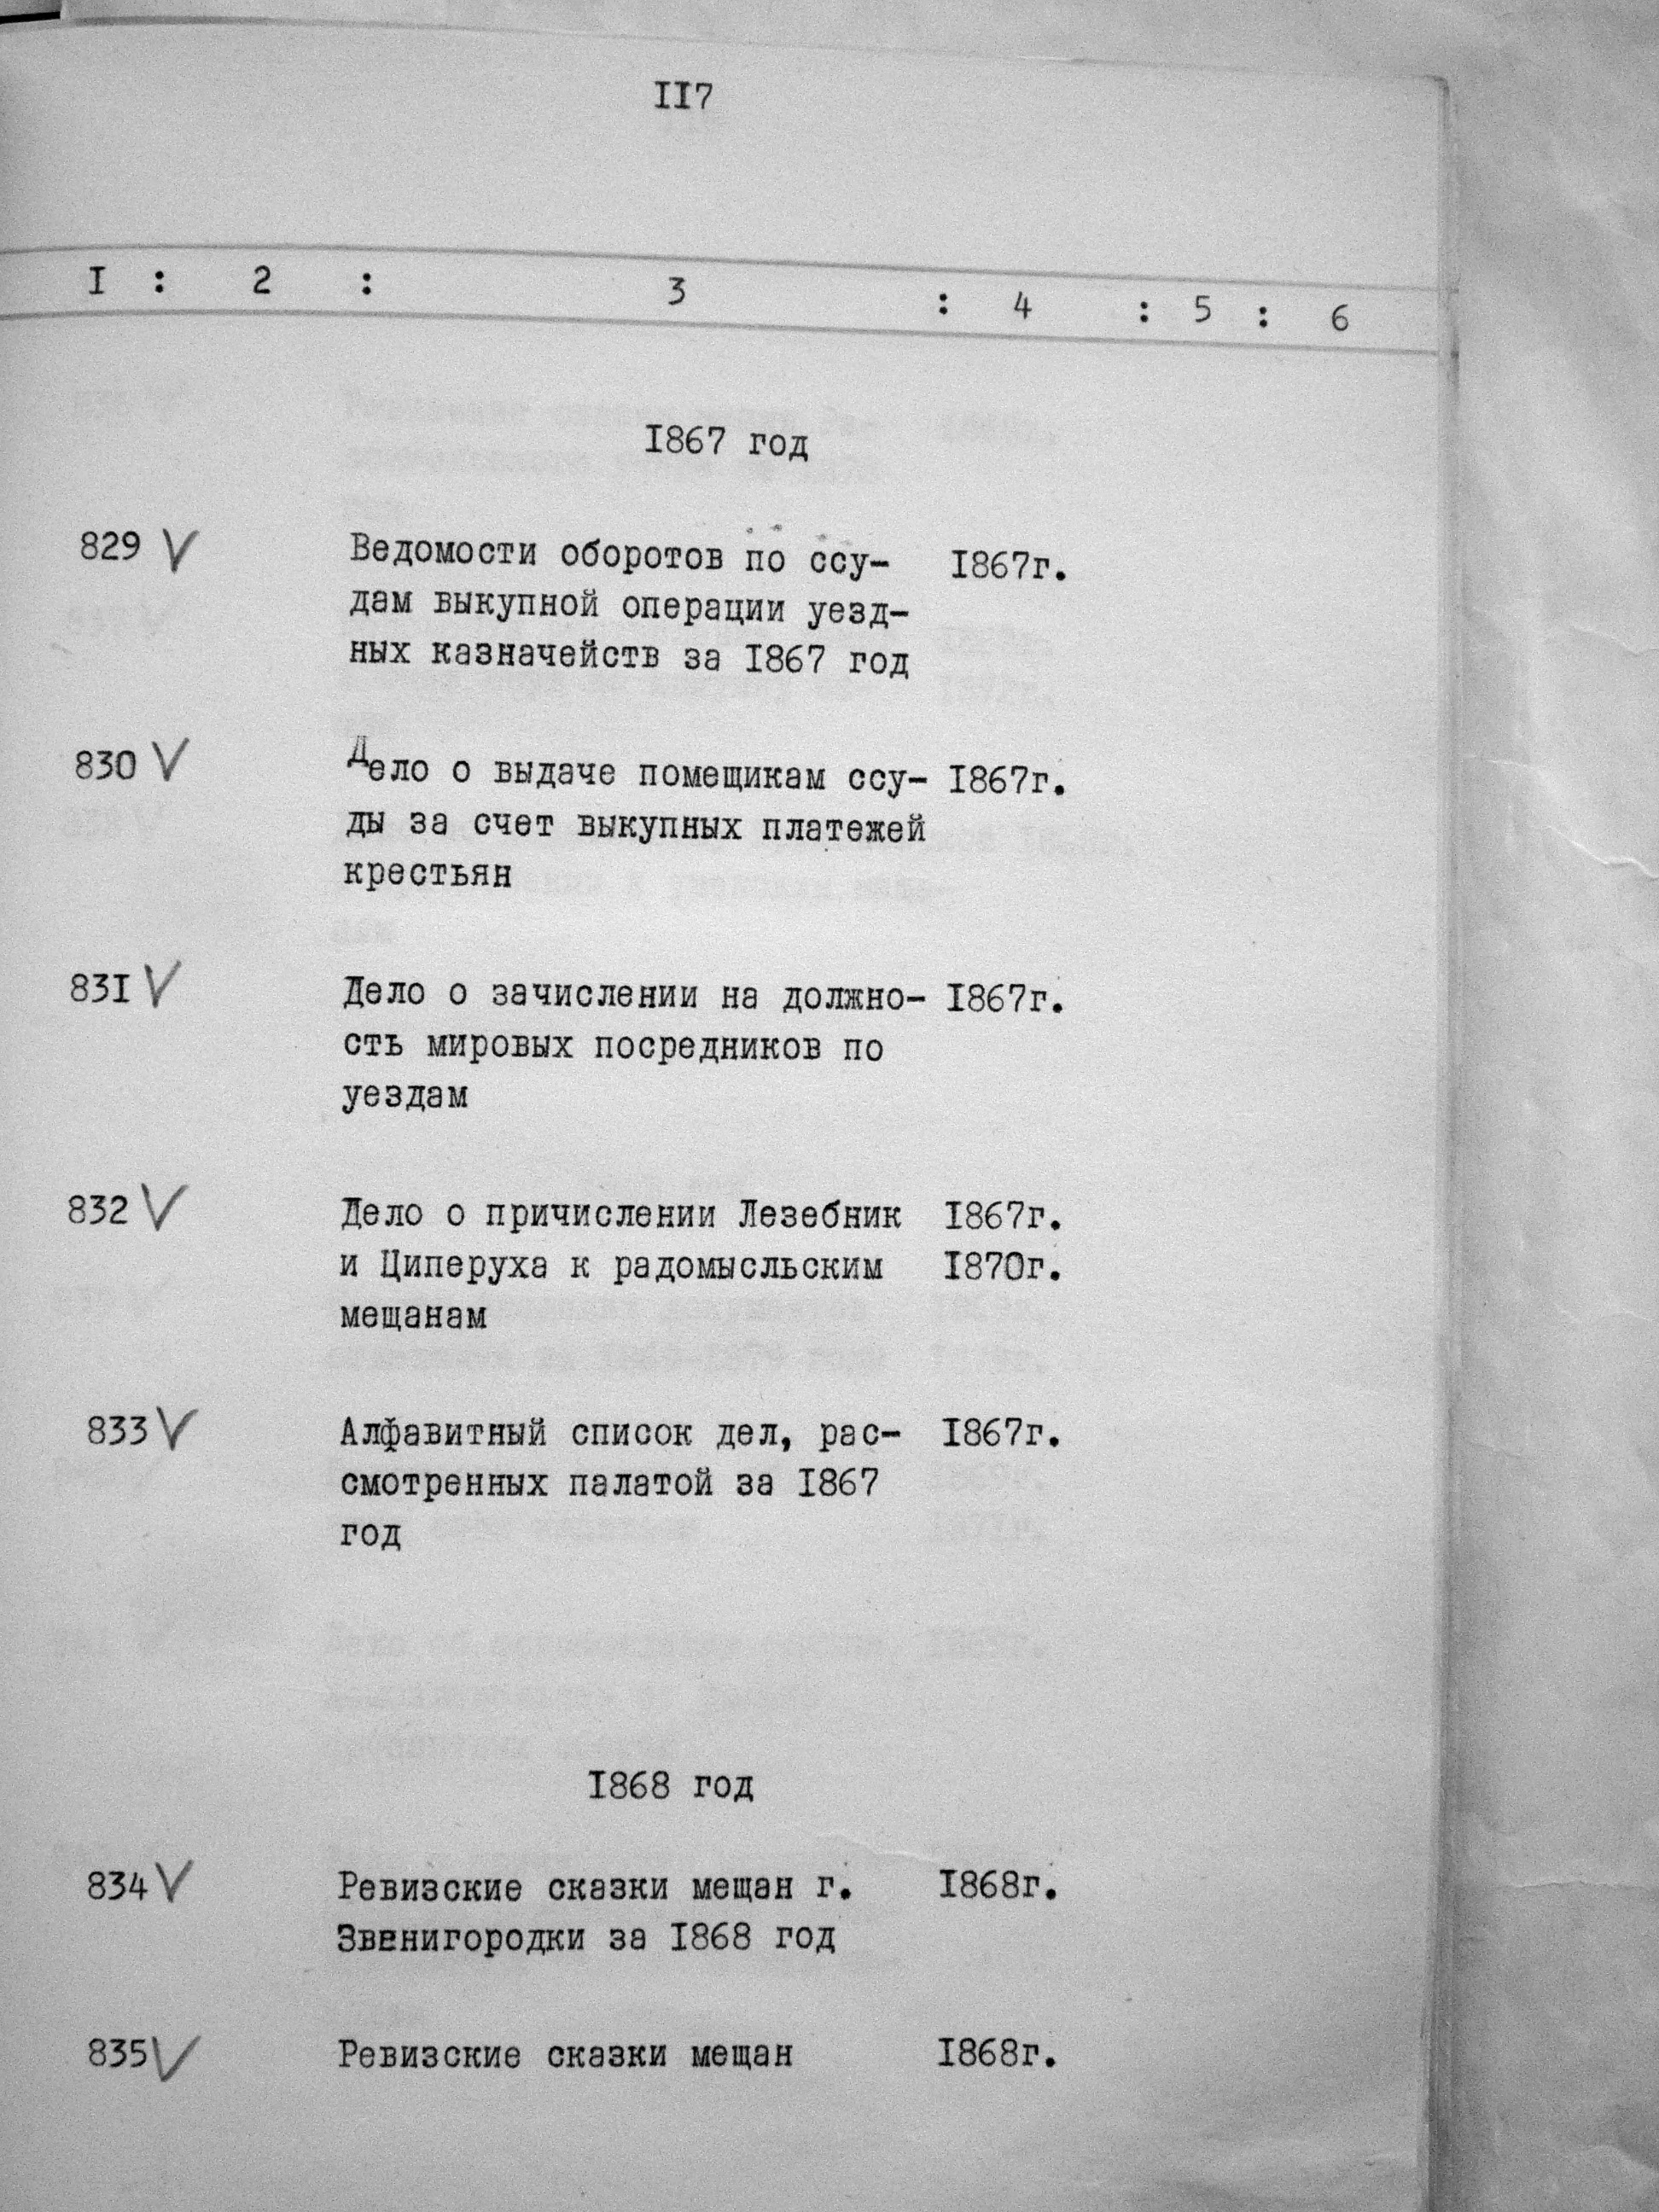 II7
I : 2 : 3 : 4 : 5 : 6
I867 год
829 V Ведомости оборотов по ссу- I867г.
дам выкупной операции уезд-
ных казначейств за I867 год
830 V Дело о выдаче помещикам ссу- I867г.
ды за счет выкупных платежей
крестьян
83I V Дело о зачислении на должно- I867г.
сть мировых посредников по
уездам
832 V Дело о причислении Лезебник I867г.
и Циперуха к радомысльским I870г.
мещанам
833 V Алфавитный список дел, рас- I867г.
смотренных палатой за I867
год
I868 год
834 V Ревизские сказки мещан г. I868г.
Звенигородки за I868 год
835 V Ревизские сказки мещан I868г.